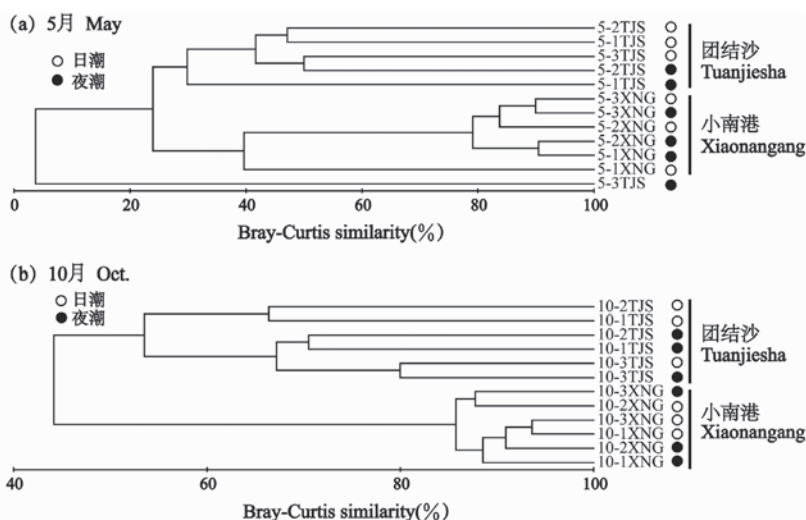 (a) 5月 May
○ 日潮
● 夜潮
5-2TJS ○
5-1TJS ○
5-3TJS ○
5-2TJS ●
5-1TJS ●
团结沙
Tuanjiesha
5-3XNG ○
5-3XNG ●
5-2XNG ○
5-2XNG ●
5-1XNG ●
5-1XNG ○
小南港
Xiaonangang
5-3TJS ●
0 20 40 60 80 100
Bray-Curtis similarity(%)
(b) 10月 Oct.
○ 日潮
● 夜潮
10-2TJS ○
10-1TJS ○
10-2TJS ●
10-1TJS ●
10-3TJS ○
10-3TJS ●
团结沙
Tuanjiesha
10-3XNG ●
10-2XNG ○
10-3XNG ○
10-1XNG ○
10-2XNG ●
10-1XNG ●
小南港
Xiaonangang
40 60 80 100
Bray-Curtis similarity(%)